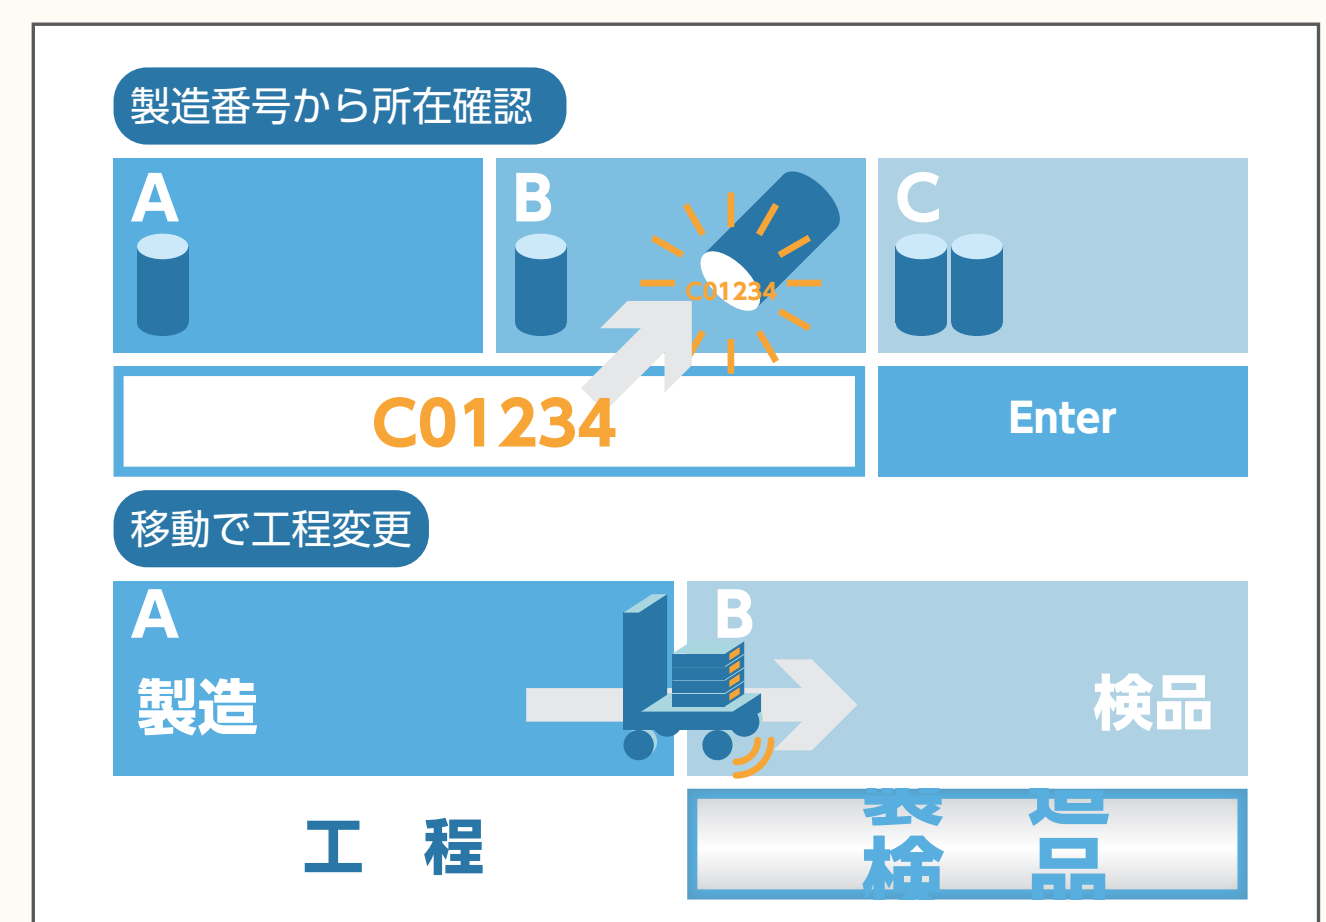 製造番号から所在確認
A
B
C
C01234
C01234
Enter
移動で工程変更
A
B
製造
検品
製 造
工 程
検 品